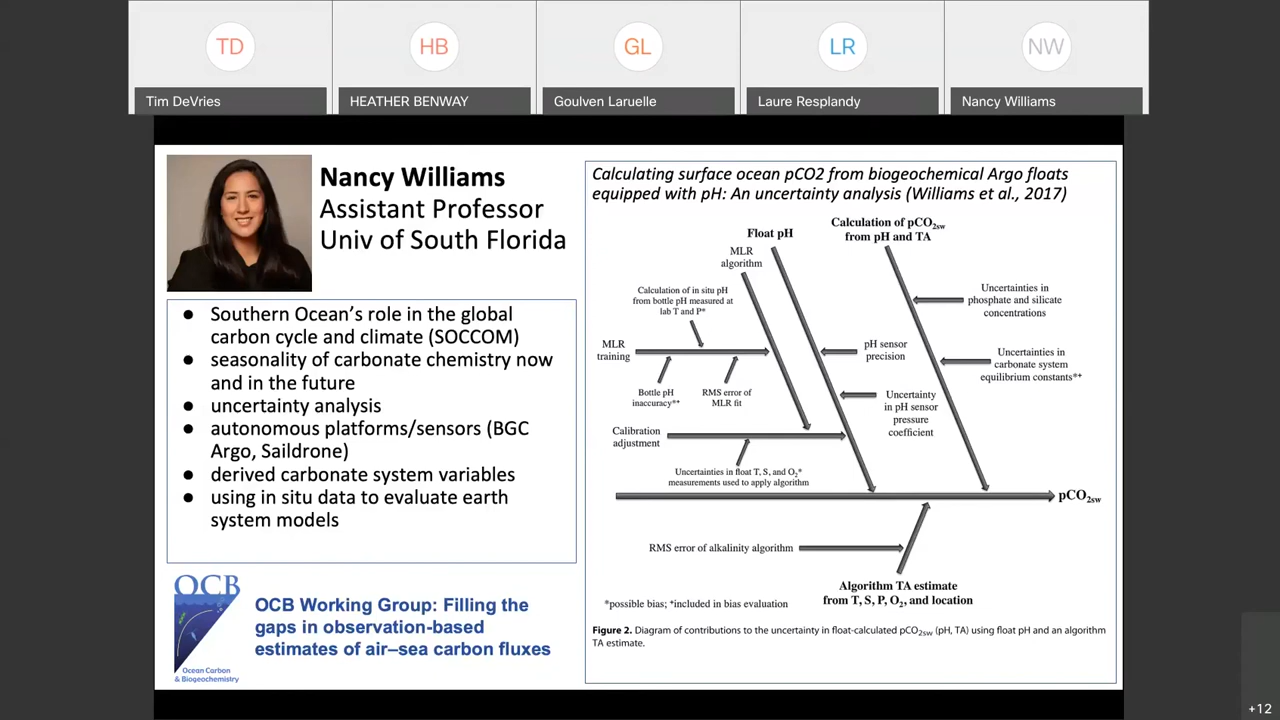 TD
HB
GL
LR
NW
Tim DeVries
HEATHER BENWAY
Goulven Laruelle
Laure Resplandy
Nancy Williams
Nancy Williams
Assistant Professor
Univ of South Florida
● Southern Ocean's role in the global
carbon cycle and climate (SOCCOM)
● seasonality of carbonate chemistry now
and in the future
● uncertainty analysis
● autonomous platforms/sensors (BGC
Argo, Saildrone)
● derived carbonate system variables
● using in situ data to evaluate earth
system models
OCB
Ocean Carbon
& Biogeochemistry
OCB Working Group: Filling the
gaps in observation-based
estimates of air–sea carbon fluxes
Calculating surface ocean pCO2 from biogeochemical Argo floats
equipped with pH: An uncertainty analysis (Williams et al., 2017)
Float pH
Calculation of pCO2sw
from pH and TA
MLR
algorithm
Calculation of in situ pH
from bottle pH measured at
lab T and P*
Uncertainties in
phosphate and silicate
concentrations
MLR
training
pH sensor
precision
Uncertainties in
carbonate system
equilibrium constants*⁺
Bottle pH
inaccuracy*⁺
RMS error of
MLR fit
Uncertainty
in pH sensor
pressure
coefficient
Calibration
adjustment
Uncertainties in float T, S, and O2*
measurements used to apply algorithm
pCO2sw
RMS error of alkalinity algorithm
Algorithm TA estimate
from T, S, P, O2, and location
*possible bias; ⁺included in bias evaluation
Figure 2. Diagram of contributions to the uncertainty in float-calculated pCO2sw (pH, TA) using float pH and an algorithm
TA estimate.
+12